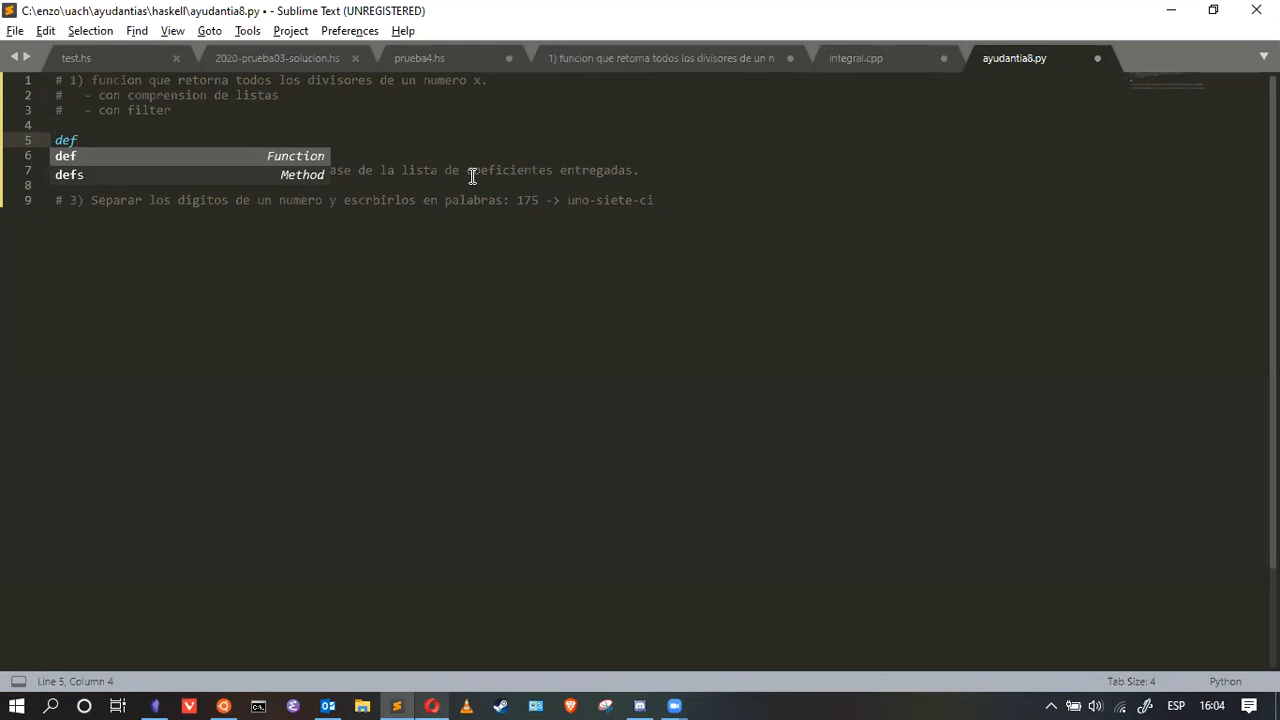 C:\enzo\uach\ayudantias\haskell\ayudantia8.py • - Sublime Text (UNREGISTERED)
File Edit Selection Find View Goto Tools Project Preferences Help
test.hs 2020-prueba03-solucion.hs prueba4.hs 1) funcion que retorna todos los divisores de un n integral.cpp ayudantia8.py
1 # 1) funcion que retorna todos los divisores de un numero x.
2 # - con comprension de listas
3 # - con filter
4
5 def
6 def Function
7 ase de la lista de coeficientes entregadas.
defs Method
8
9 # 3) Separar los digitos de un numero y escrbirlos en palabras: 175 -> uno-siete-ci
Line 5, Column 4 Tab Size: 4 Python
ESP 16:04